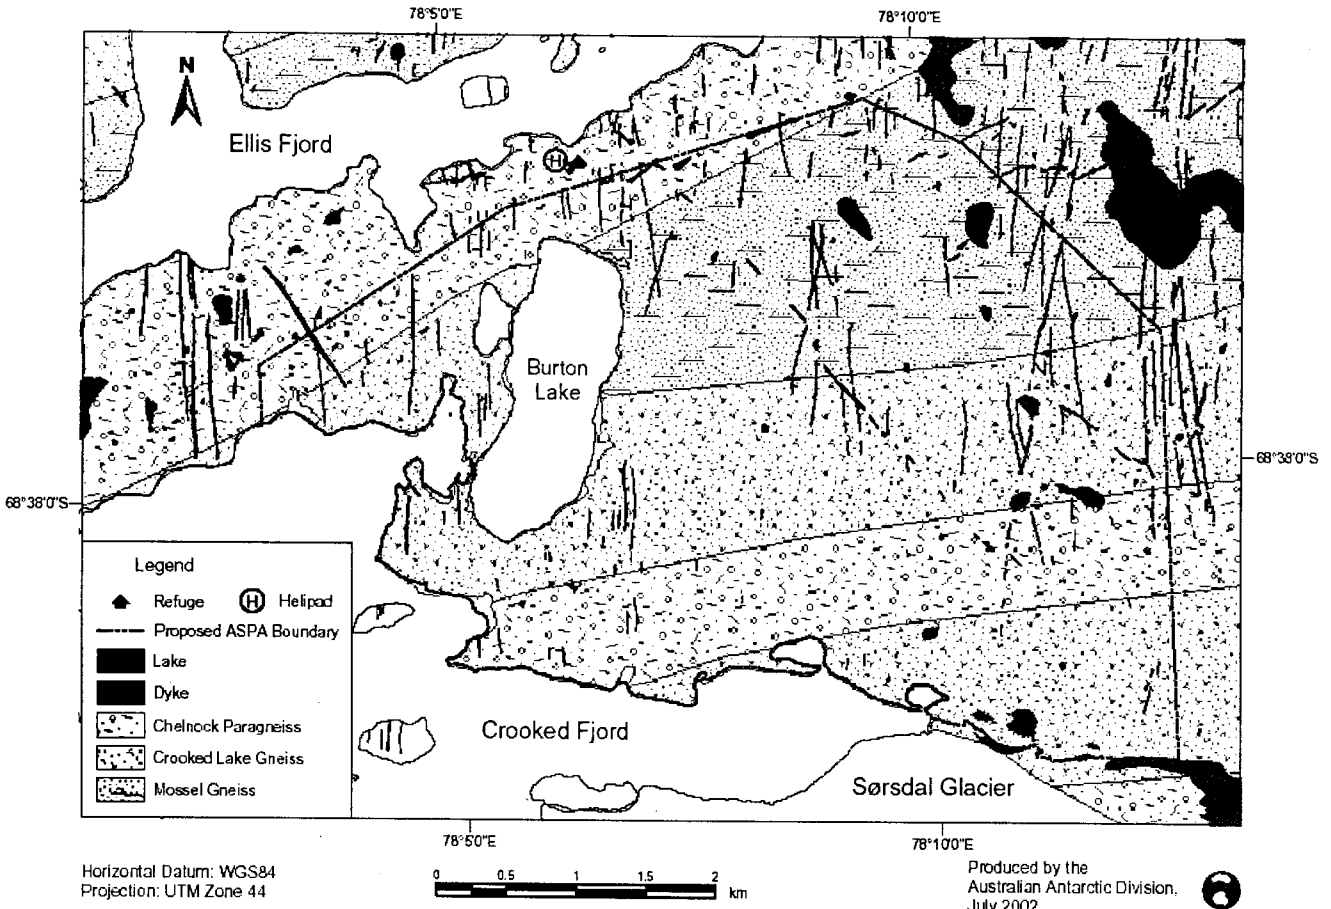 78°5'0"E
78°10'0"E
N
Ellis Fjord
H
Burton
Lake
68°38'0"S
68°38'0"S
Legend
Refuge
H Helipad
Proposed ASPA Boundary
Lake
Dyke
Chelnock Paragneiss
Crooked Lake Gneiss
Mossel Gneiss
Crooked Fjord
Sørsdal Glacier
78°5'0"E
78°10'0"E
Horizontal Datum: WGS84
Projection: UTM Zone 44
0 0.5 1 1.5 2
km
Produced by the
Australian Antarctic Division,
July 2002